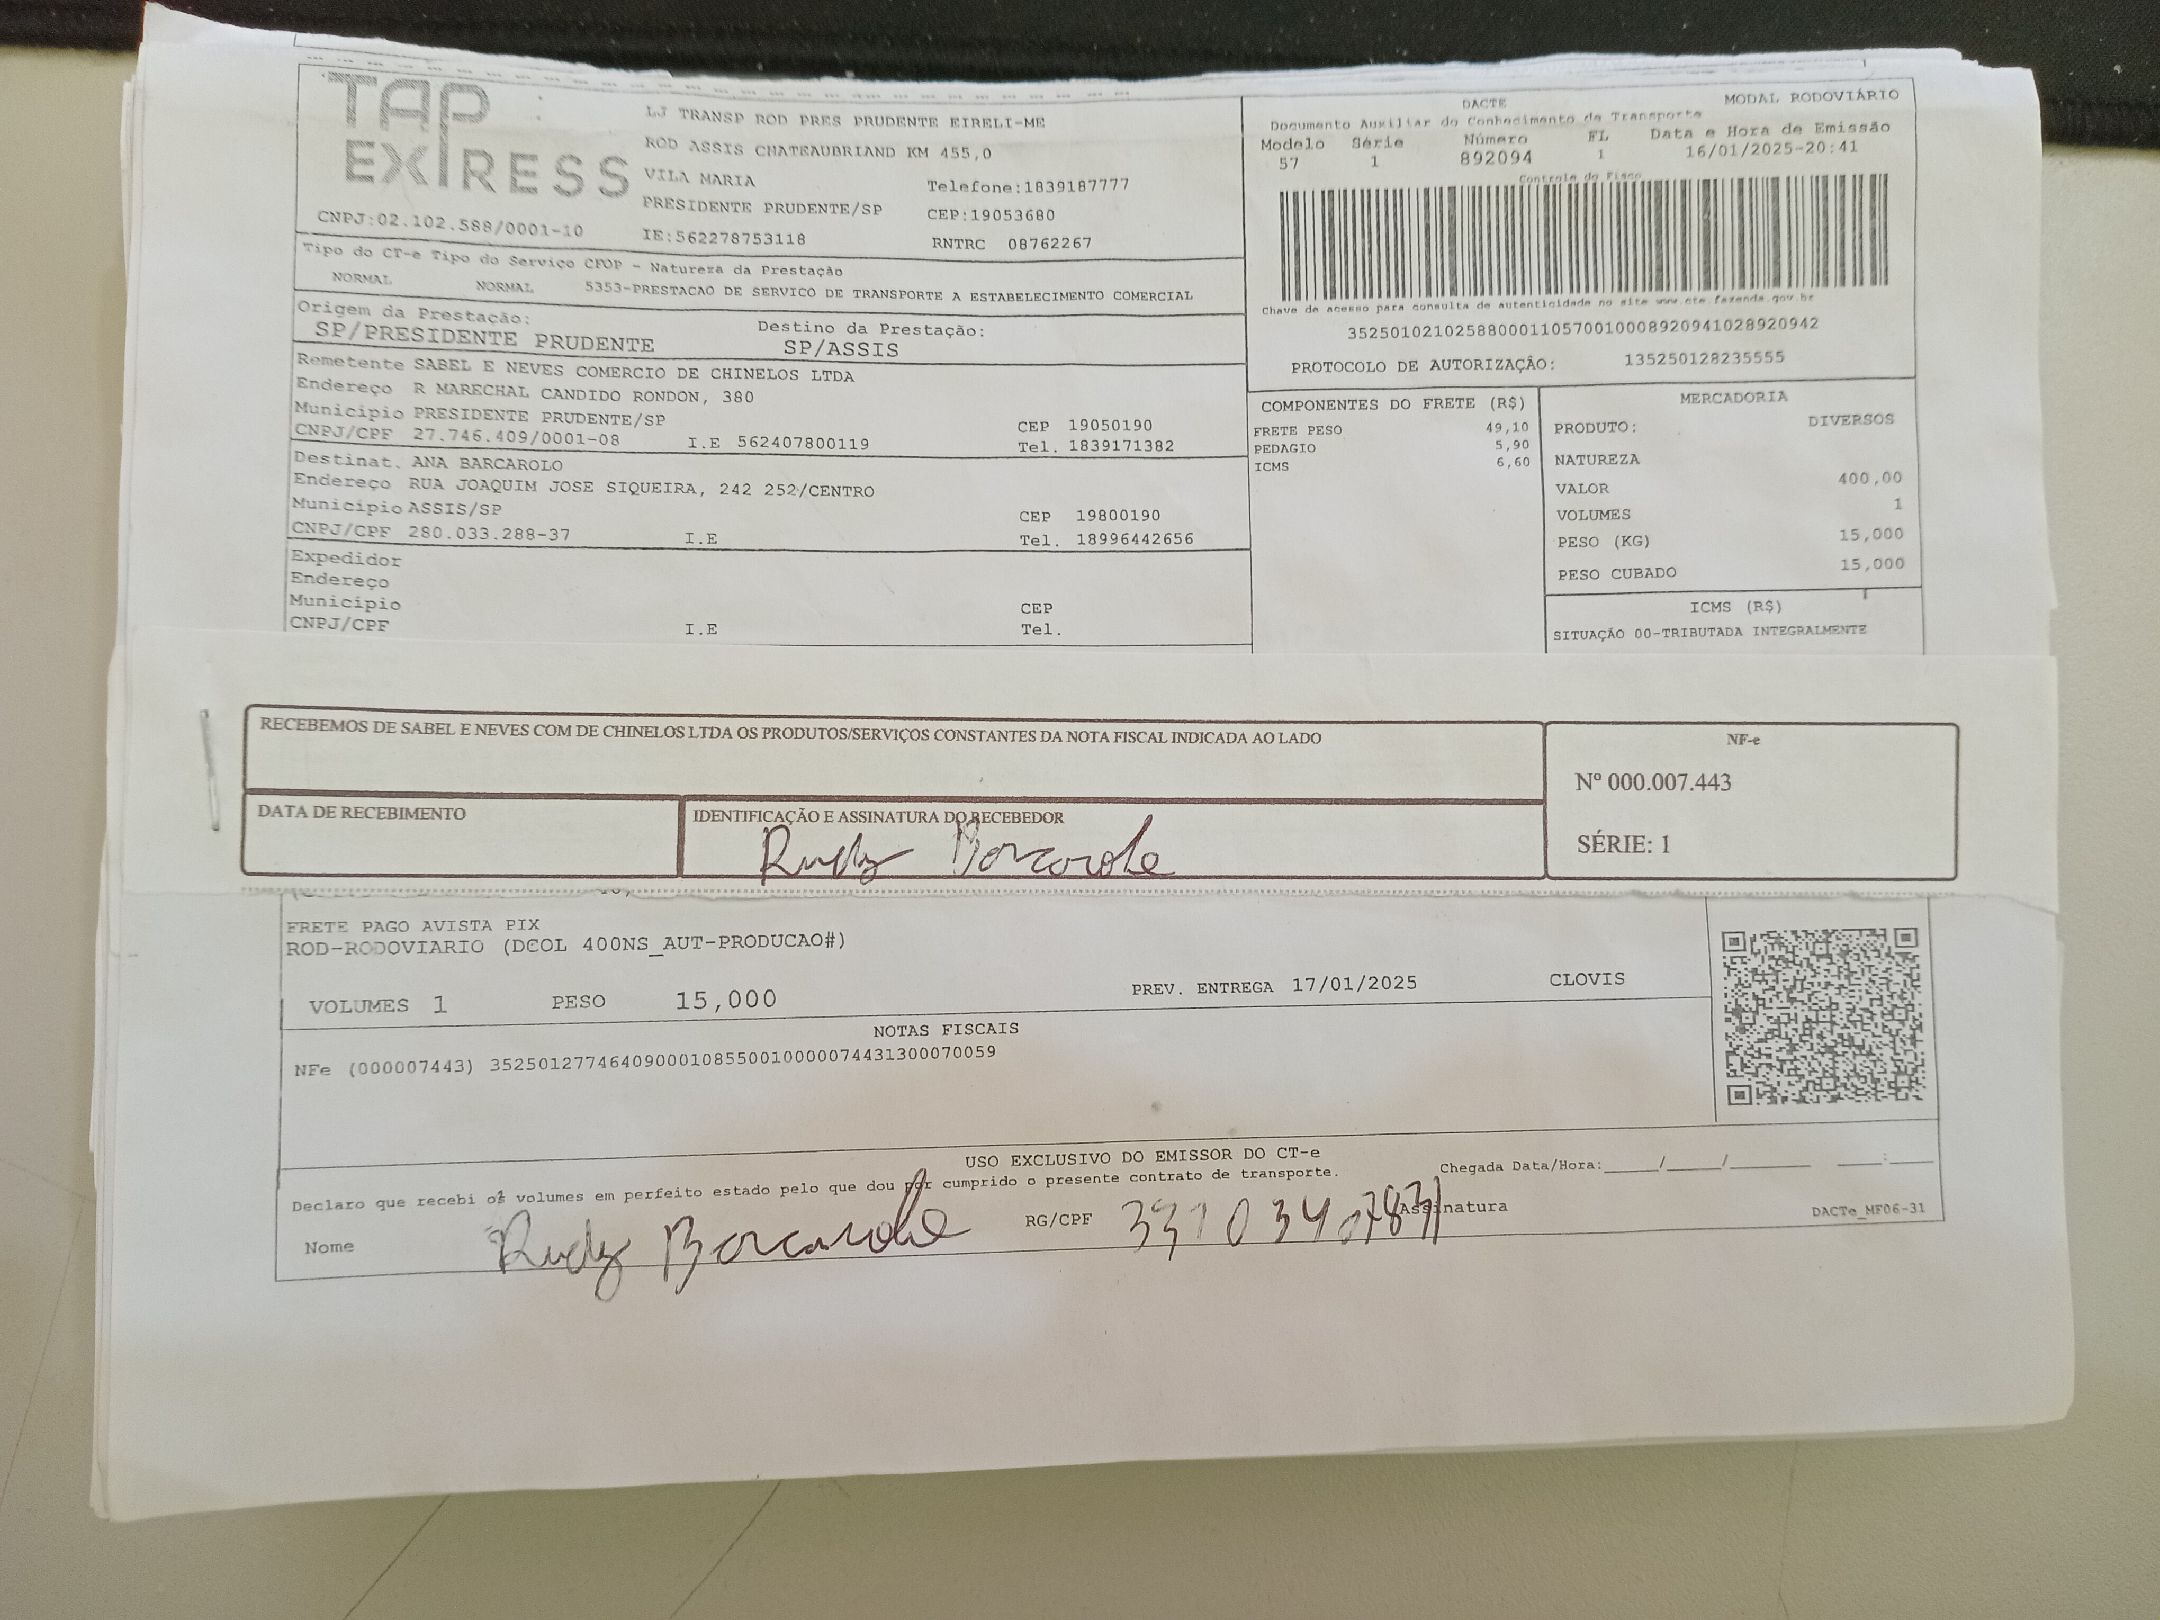 TAP
EXPRESS
CNPJ:02.102.588/0001-10
LJ TRANSP ROD PRES PRUDENTE EIRELI-ME
ROD ASSIS CHATEAUBRIAND KM 455,0
VILA MARIA Telefone:1839187777
PRESIDENTE PRUDENTE/SP CEP:19053680
IE:562278753118 RNTRC 08762267
DACTE MODAL RODOVIÁRIO
Documento Auxiliar do Conhecimento de Transporte
Modelo Série Número FL Data e Hora de Emissão
57 1 892094 1 16/01/2025-20:41
Controle do Fisco
Chave de acesso para consulta de autenticidade no site www.cte.fazenda.gov.br
35250102102588000110570010008920941028920942
PROTOCOLO DE AUTORIZAÇÃO: 135250128235555
Tipo do CT-e Tipo do Serviço CFOP - Natureza da Prestação
NORMAL NORMAL 5353-PRESTACAO DE SERVICO DE TRANSPORTE A ESTABELECIMENTO COMERCIAL
Origem da Prestação: Destino da Prestação:
SP/PRESIDENTE PRUDENTE SP/ASSIS
Remetente SABEL E NEVES COMERCIO DE CHINELOS LTDA
Endereço R MARECHAL CANDIDO RONDON, 380
Município PRESIDENTE PRUDENTE/SP CEP 19050190
CNPJ/CPF 27.746.409/0001-08 I.E 562407800119 Tel. 1839171382
Destinat. ANA BARCAROLO
Endereço RUA JOAQUIM JOSE SIQUEIRA, 242 252/CENTRO
Município ASSIS/SP CEP 19800190
CNPJ/CPF 280.033.288-37 I.E Tel. 18996442656
Expedidor
Endereço
Município CEP
CNPJ/CPF I.E Tel.
COMPONENTES DO FRETE (R$)
FRETE PESO 49,10
PEDAGIO 5,90
ICMS 6,60
MERCADORIA
PRODUTO: DIVERSOS
NATUREZA
VALOR 400,00
VOLUMES 1
PESO (KG) 15,000
PESO CUBADO 15,000
ICMS (R$)
SITUAÇÃO 00-TRIBUTADA INTEGRALMENTE
RECEBEMOS DE SABEL E NEVES COM DE CHINELOS LTDA OS PRODUTOS/SERVIÇOS CONSTANTES DA NOTA FISCAL INDICADA AO LADO
DATA DE RECEBIMENTO
IDENTIFICAÇÃO E ASSINATURA DO RECEBEDOR
Rudy Barcarolo
NF-e
Nº 000.007.443
SÉRIE: 1
FRETE PAGO AVISTA PIX
ROD-RODOVIARIO (DCOL 400NS_AUT-PRODUCAO#)
VOLUMES 1 PESO 15,000 PREV. ENTREGA 17/01/2025 CLOVIS
NOTAS FISCAIS
NFe (000007443) 35250127746409000108550010000074431300070059
USO EXCLUSIVO DO EMISSOR DO CT-e
Declaro que recebi os volumes em perfeito estado pelo que dou por cumprido o presente contrato de transporte. Chegada Data/Hora:____/____/______ ___:___
Nome Rudy Barcarolo RG/CPF Assinatura DACTe_MF06-31